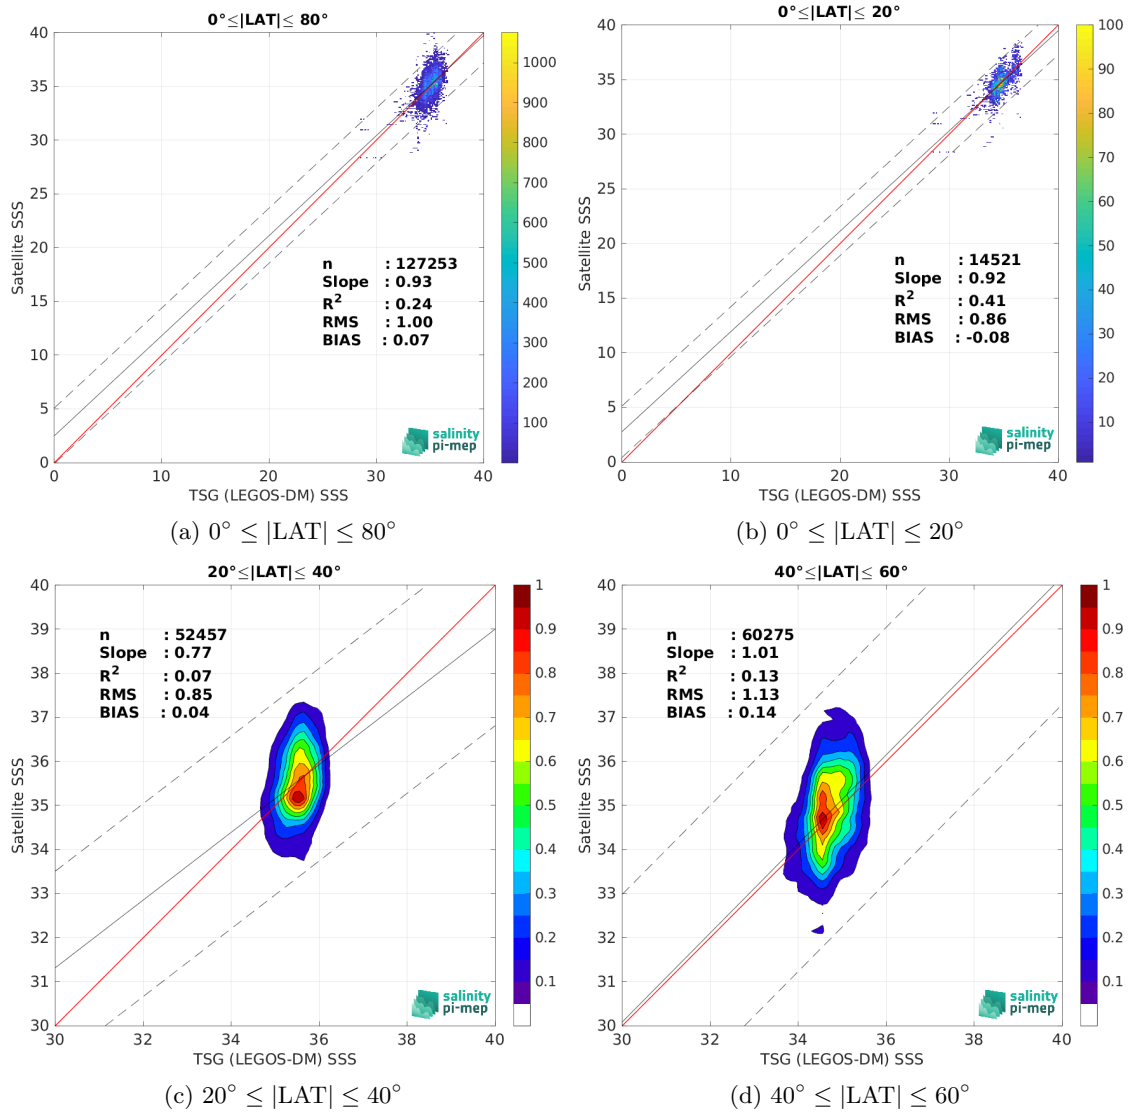 0°≤|LAT|≤ 80°
40
35
30
25
20
15
10
5
0
0
10
20
30
40
Satellite SSS
TSG (LEGOS-DM) SSS
n : 127253
Slope : 0.93
R2 : 0.24
RMS : 1.00
BIAS : 0.07
salinity
pi-mep
1000
900
800
700
600
500
400
300
200
100
(a) 0° ≤ |LAT| ≤ 80°
0°≤|LAT|≤ 20°
40
35
30
25
20
15
10
5
0
0
10
20
30
40
Satellite SSS
TSG (LEGOS-DM) SSS
n : 14521
Slope : 0.92
R2 : 0.41
RMS : 0.86
BIAS : -0.08
salinity
pi-mep
100
90
80
70
60
50
40
30
20
10
(b) 0° ≤ |LAT| ≤ 20°
20°≤|LAT|≤ 40°
40
39
38
37
36
35
34
33
32
31
30
30
32
34
36
38
40
Satellite SSS
TSG (LEGOS-DM) SSS
n : 52457
Slope : 0.77
R2 : 0.07
RMS : 0.85
BIAS : 0.04
salinity
pi-mep
1
0.9
0.8
0.7
0.6
0.5
0.4
0.3
0.2
0.1
(c) 20° ≤ |LAT| ≤ 40°
40°≤|LAT|≤ 60°
40
39
38
37
36
35
34
33
32
31
30
30
32
34
36
38
40
Satellite SSS
TSG (LEGOS-DM) SSS
n : 60275
Slope : 1.01
R2 : 0.13
RMS : 1.13
BIAS : 0.14
salinity
pi-mep
1
0.9
0.8
0.7
0.6
0.5
0.4
0.3
0.2
0.1
(d) 40° ≤ |LAT| ≤ 60°